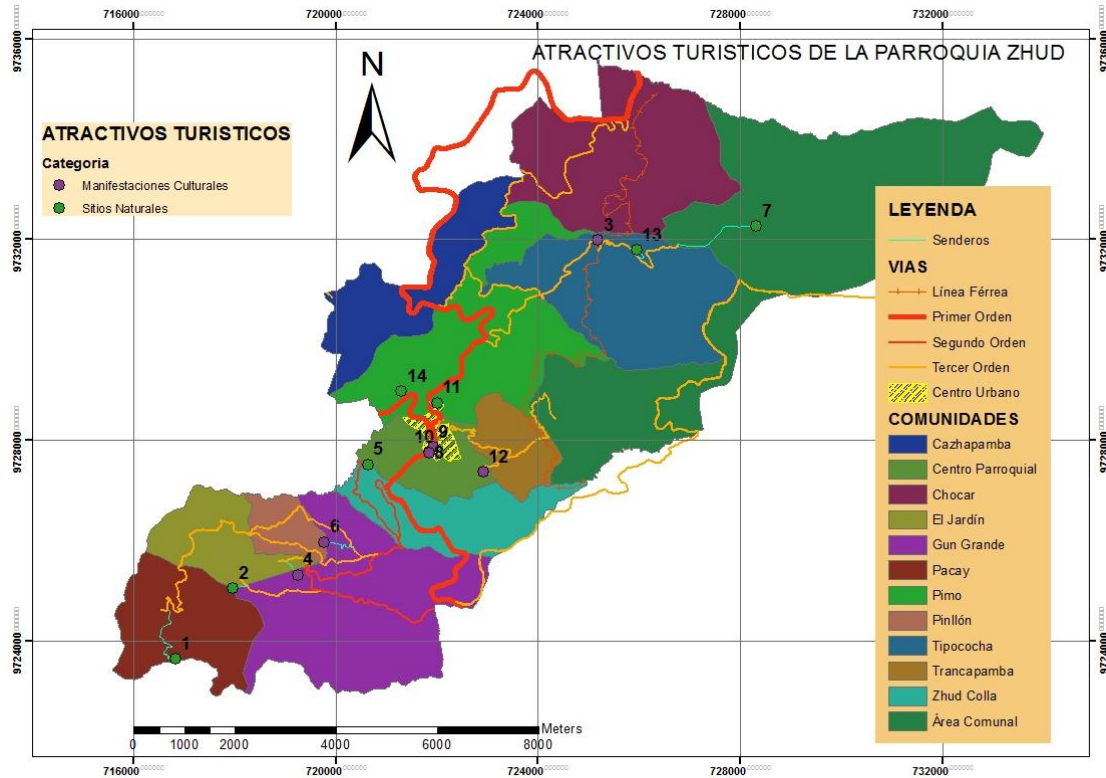 716000
720000
724000
728000
732000
9736000
9736000
ATRACTIVOS TURISTICOS DE LA PARROQUIA ZHUD
N
ATRACTIVOS TURISTICOS
Categoria
Manifestaciones Culturales
Sitios Naturales
LEYENDA
Senderos
VIAS
Línea Férrea
Primer Orden
Segundo Orden
Tercer Orden
Centro Urbano
COMUNIDADES
Cazhapamba
Centro Parroquial
Chocar
El Jardín
Gun Grande
Pacay
Pimo
Pinllón
Tipococha
Trancapamba
Zhud Colla
Área Comunal
7
3
13
9732000
9732000
14
11
9
10
8
9728000
9728000
5
12
6
4
2
1
9724000
9724000
Meters
0
1000
2000
4000
6000
8000
716000
720000
724000
728000
732000